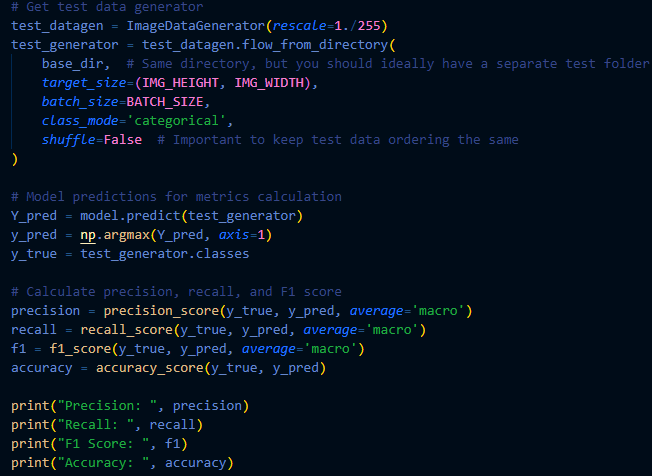 # Get test data generator
test_datagen = ImageDataGenerator(rescale=1./255)
test_generator = test_datagen.flow_from_directory(
    base_dir,  # Same directory, but you should ideally have a separate test folder
    target_size=(IMG_HEIGHT, IMG_WIDTH),
    batch_size=BATCH_SIZE,
    class_mode='categorical',
    shuffle=False  # Important to keep test data ordering the same
)

# Model predictions for metrics calculation
Y_pred = model.predict(test_generator)
y_pred = np.argmax(Y_pred, axis=1)
y_true = test_generator.classes

# Calculate precision, recall, and F1 score
precision = precision_score(y_true, y_pred, average='macro')
recall = recall_score(y_true, y_pred, average='macro')
f1 = f1_score(y_true, y_pred, average='macro')
accuracy = accuracy_score(y_true, y_pred)

print("Precision: ", precision)
print("Recall: ", recall)
print("F1 Score: ", f1)
print("Accuracy: ", accuracy)